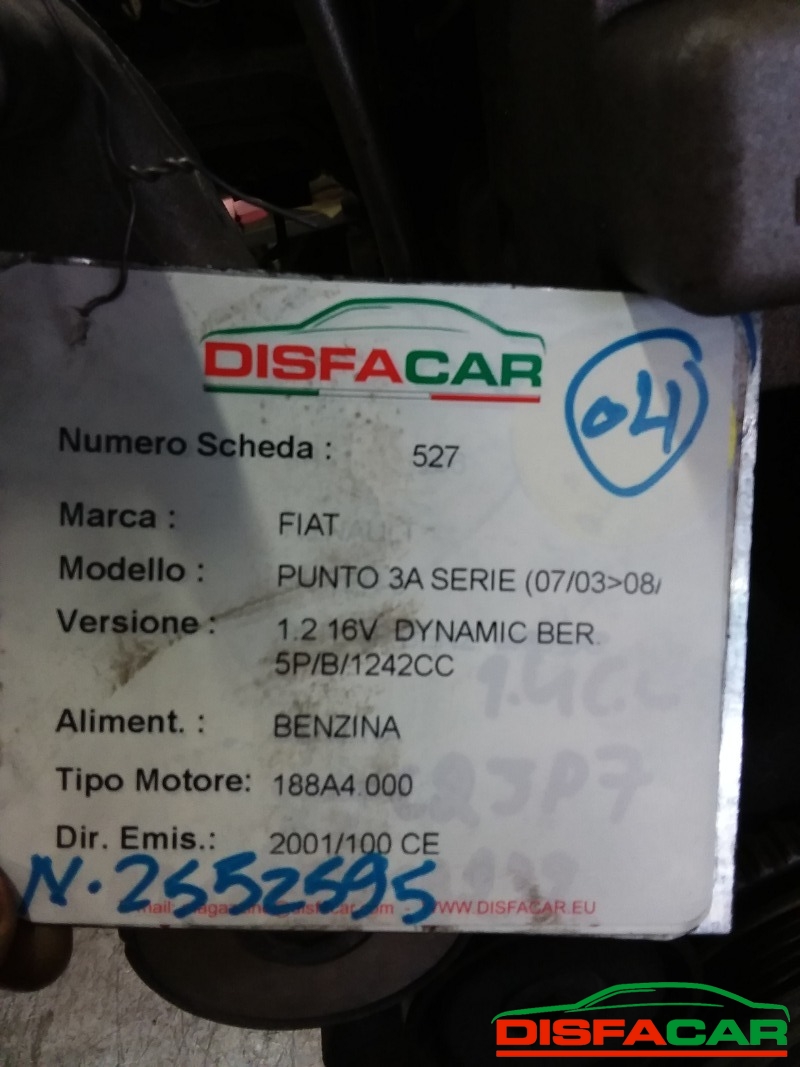 DISFACAR
04
Numero Scheda : 527
Marca : FIAT
Modello : PUNTO 3A SERIE (07/03>08/
Versione : 1.2 16V DYNAMIC BER.
5P/B/1242CC
Aliment. : BENZINA
Tipo Motore: 188A4.000
Dir. Emis.: 2001/100 CE
N. 2552595
WWW.DISFACAR.EU
DISFACAR